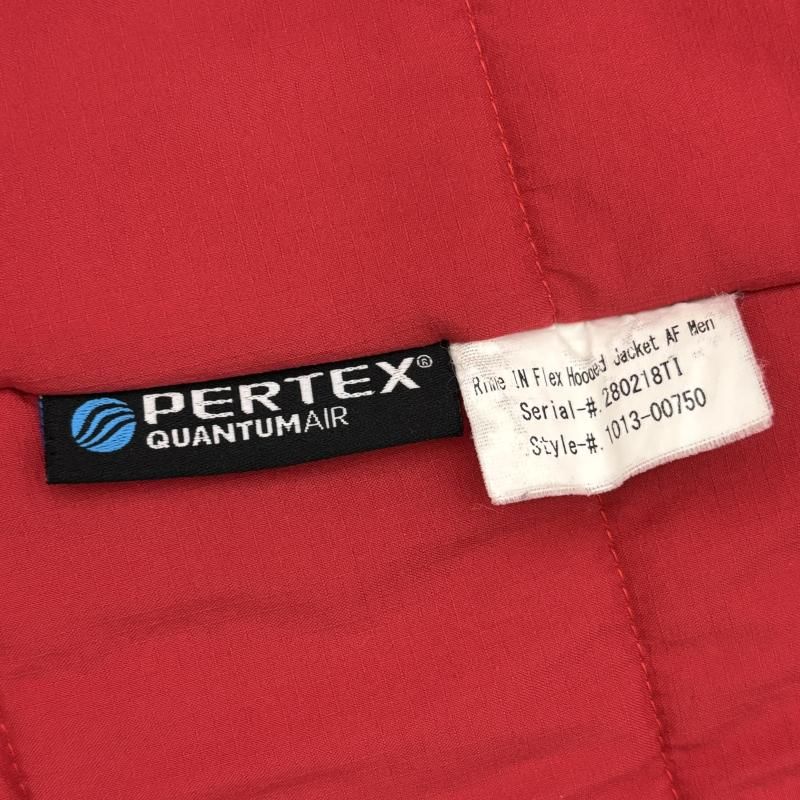 PERTEX®
QUANTUMAIR
Rime IN Flex Hooded Jacket AF Men
Serial-#.280218TI
Style-#.1013-00750